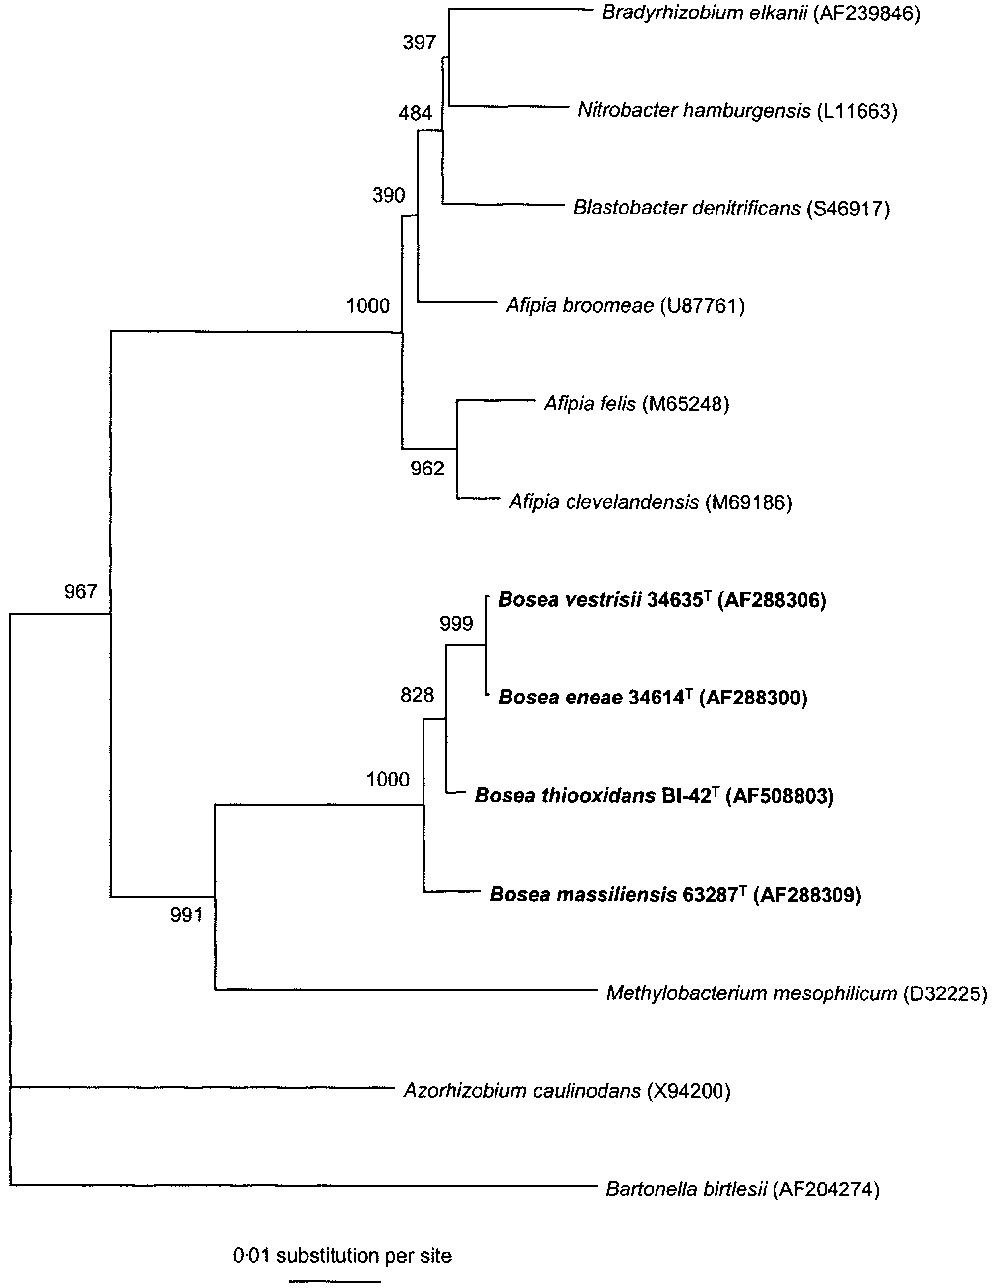 Bradyrhizobium elkanii (AF239846)
397
Nitrobacter hamburgensis (L11663)
484
Blastobacter denitrificans (S46917)
390
Afipia broomeae (U87761)
1000
Afipia felis (M65248)
962
Afipia clevelandensis (M69186)
967
Bosea vestrisii 34635ᵀ (AF288306)
999
Bosea eneae 34614ᵀ (AF288300)
828
Bosea thiooxidans BI-42ᵀ (AF508803)
1000
Bosea massiliensis 63287ᵀ (AF288309)
991
Methylobacterium mesophilicum (D32225)
Azorhizobium caulinodans (X94200)
Bartonella birtlesii (AF204274)
0·01 substitution per site